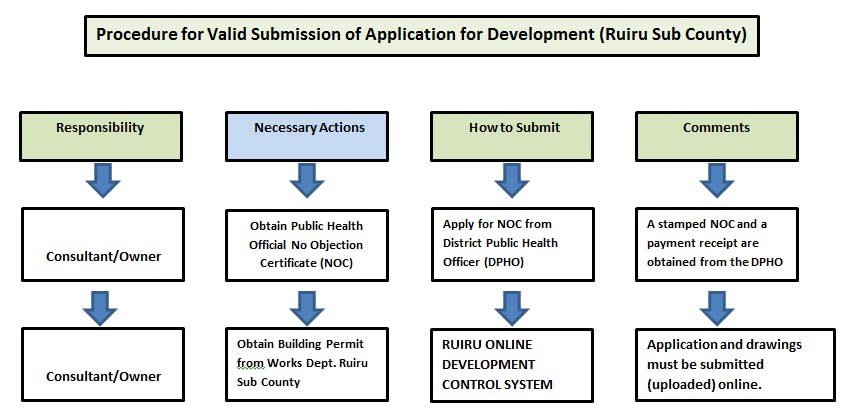 Procedure for Valid Submission of Application for Development (Ruiru Sub County)
Responsibility
Necessary Actions
How to Submit
Comments
Consultant/Owner
Obtain Public Health
Official No Objection
Certificate (NOC)
Apply for NOC from
District Public Health
Officer (DPHO)
A stamped NOC and a
payment receipt are
obtained from the DPHO
Consultant/Owner
Obtain Building Permit
from Works Dept. Ruiru
Sub County
RUIRU ONLINE
DEVELOPMENT
CONTROL SYSTEM
Application and drawings
must be submitted
(uploaded) online.